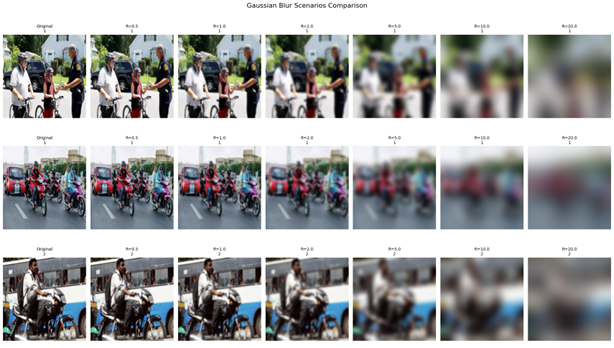 Gaussian Blur Scenarios Comparison
Original R=0.5 R=1.0 R=2.0 R=5.0 R=10.0 R=20.0
1 1 1 1 1 1 1
Original R=0.5 R=1.0 R=2.0 R=5.0 R=10.0 R=20.0
1 1 1 1 1 1 1
Original R=0.5 R=1.0 R=2.0 R=5.0 R=10.0 R=20.0
2 2 2 2 2 2 2